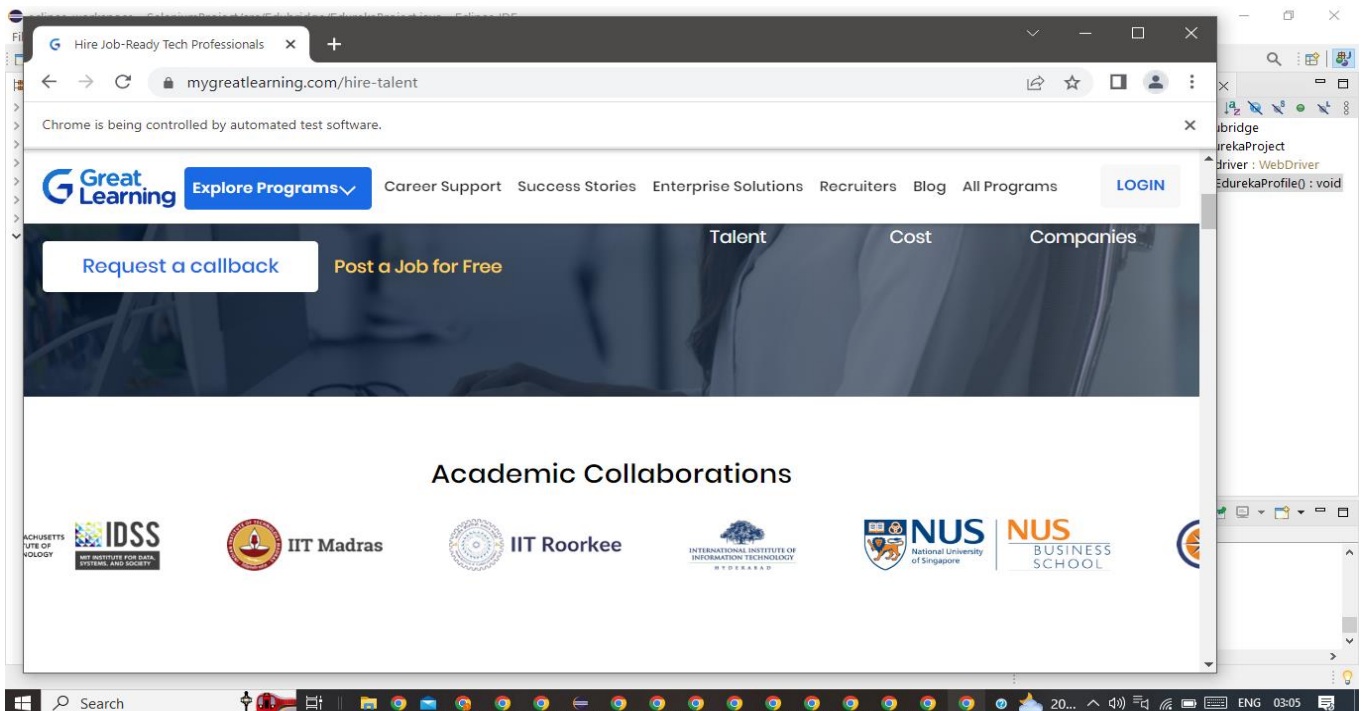 Hire Job-Ready Tech Professionals
mygreatlearning.com/hire-talent
Chrome is being controlled by automated test software.
Great
Learning
Explore Programs
Career Support Success Stories Enterprise Solutions Recruiters Blog All Programs
LOGIN
Talent Cost Companies
Request a callback
Post a Job for Free
Academic Collaborations
IDSS
MIT INSTITUTE FOR DATA,
SYSTEMS, AND SOCIETY
IIT Madras
IIT Roorkee
INTERNATIONAL INSTITUTE OF
INFORMATION TECHNOLOGY
HYDERABAD
NUS
National University
of Singapore
NUS
BUSINESS
SCHOOL
driver : WebDriver
EdurekaProfile() : void
Search
20...
ENG
03:05